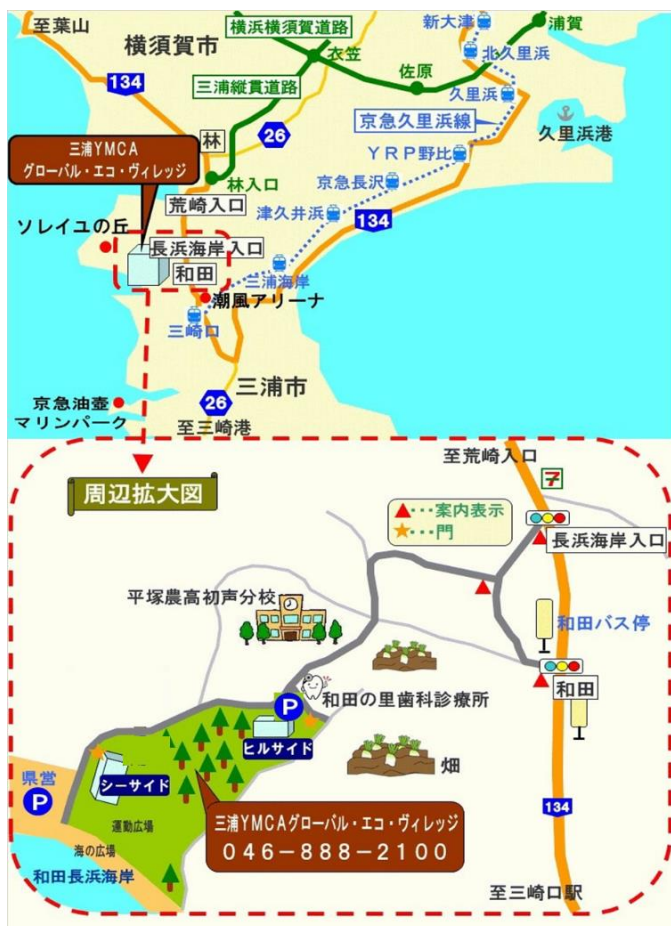 至葉山
横須賀市
横浜横須賀道路
新大津
浦賀
衣笠
北久里浜
134
三浦縦貫道路
佐原
久里浜
26
京急久里浜線
久里浜港
林
三浦YMCA
グローバル・エコ・ヴィレッジ
YRP野比
林入口
京急長沢
荒崎入口
津久井浜
134
ソレイユの丘
長浜海岸入口
和田
三浦海岸
潮風アリーナ
三崎口
三浦市
京急油壺
マリンパーク
26
至三崎港
至荒崎入口
周辺拡大図
7
・・・案内表示
・・・門
長浜海岸入口
平塚農高初声分校
和田バス停
和田の里歯科診療所
和田
P
ヒルサイド
畑
県営
P
シーサイド
134
三浦YMCAグローバル・エコ・ヴィレッジ
046-888-2100
運動広場
海の広場
和田長浜海岸
至三崎口駅